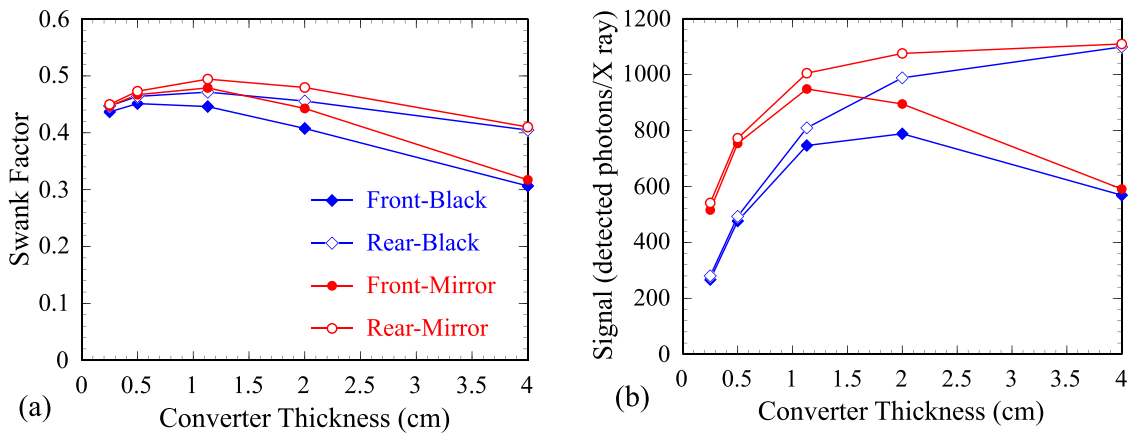 0.6
0.5
0.4
0.3
0.2
0.1
0
Swank Factor
Front-Black
Rear-Black
Front-Mirror
Rear-Mirror
0 0.5 1 1.5 2 2.5 3 3.5 4
Converter Thickness (cm)
(a)
1200
1000
800
600
400
200
0
Signal (detected photons/X ray)
0 0.5 1 1.5 2 2.5 3 3.5 4
Converter Thickness (cm)
(b)